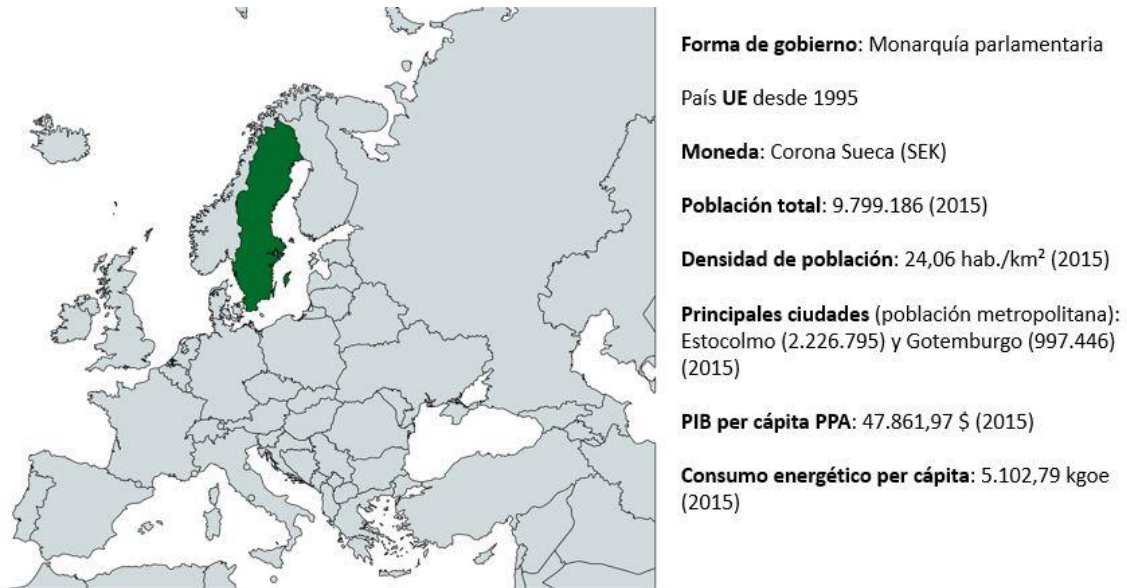 Forma de gobierno: Monarquía parlamentaria
País UE desde 1995
Moneda: Corona Sueca (SEK)
Población total: 9.799.186 (2015)
Densidad de población: 24,06 hab./km² (2015)
Principales ciudades (población metropolitana):
Estocolmo (2.226.795) y Gotemburgo (997.446)
(2015)
PIB per cápita PPA: 47.861,97 $ (2015)
Consumo energético per cápita: 5.102,79 kgoe
(2015)